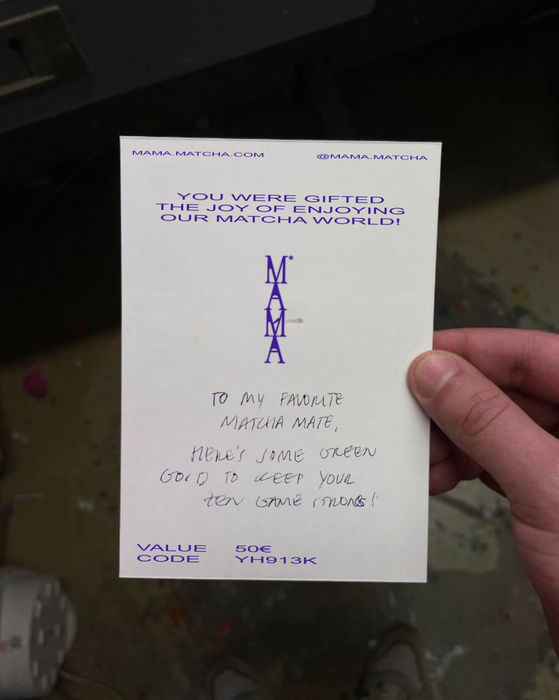 MAMA.MATCHA.COM @MAMA.MATCHA
YOU WERE GIFTED
THE JOY OF ENJOYING
OUR MATCHA WORLD!
MAMA
TO MY FAVORITE
MATCHA MATE,
HERE'S SOME GREEN
GOLD TO KEEP YOUR
ZEN GAME STRONG!
VALUE 50€
CODE YH913K